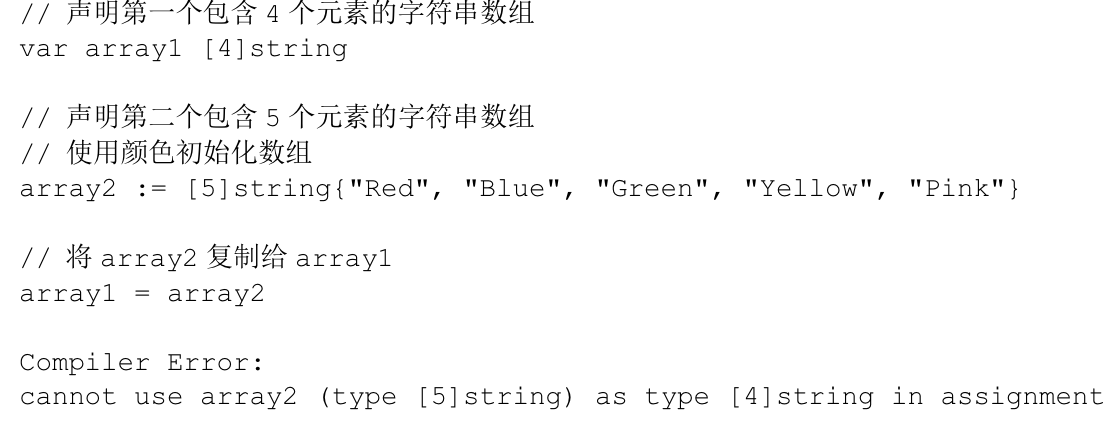 // 声明第一个包含 4 个元素的字符串数组
var array1 [4]string
// 声明第二个包含 5 个元素的字符串数组
// 使用颜色初始化数组
array2 := [5]string{"Red", "Blue", "Green", "Yellow", "Pink"}
// 将 array2 复制给 array1
array1 = array2
Compiler Error:
cannot use array2 (type [5]string) as type [4]string in assignment